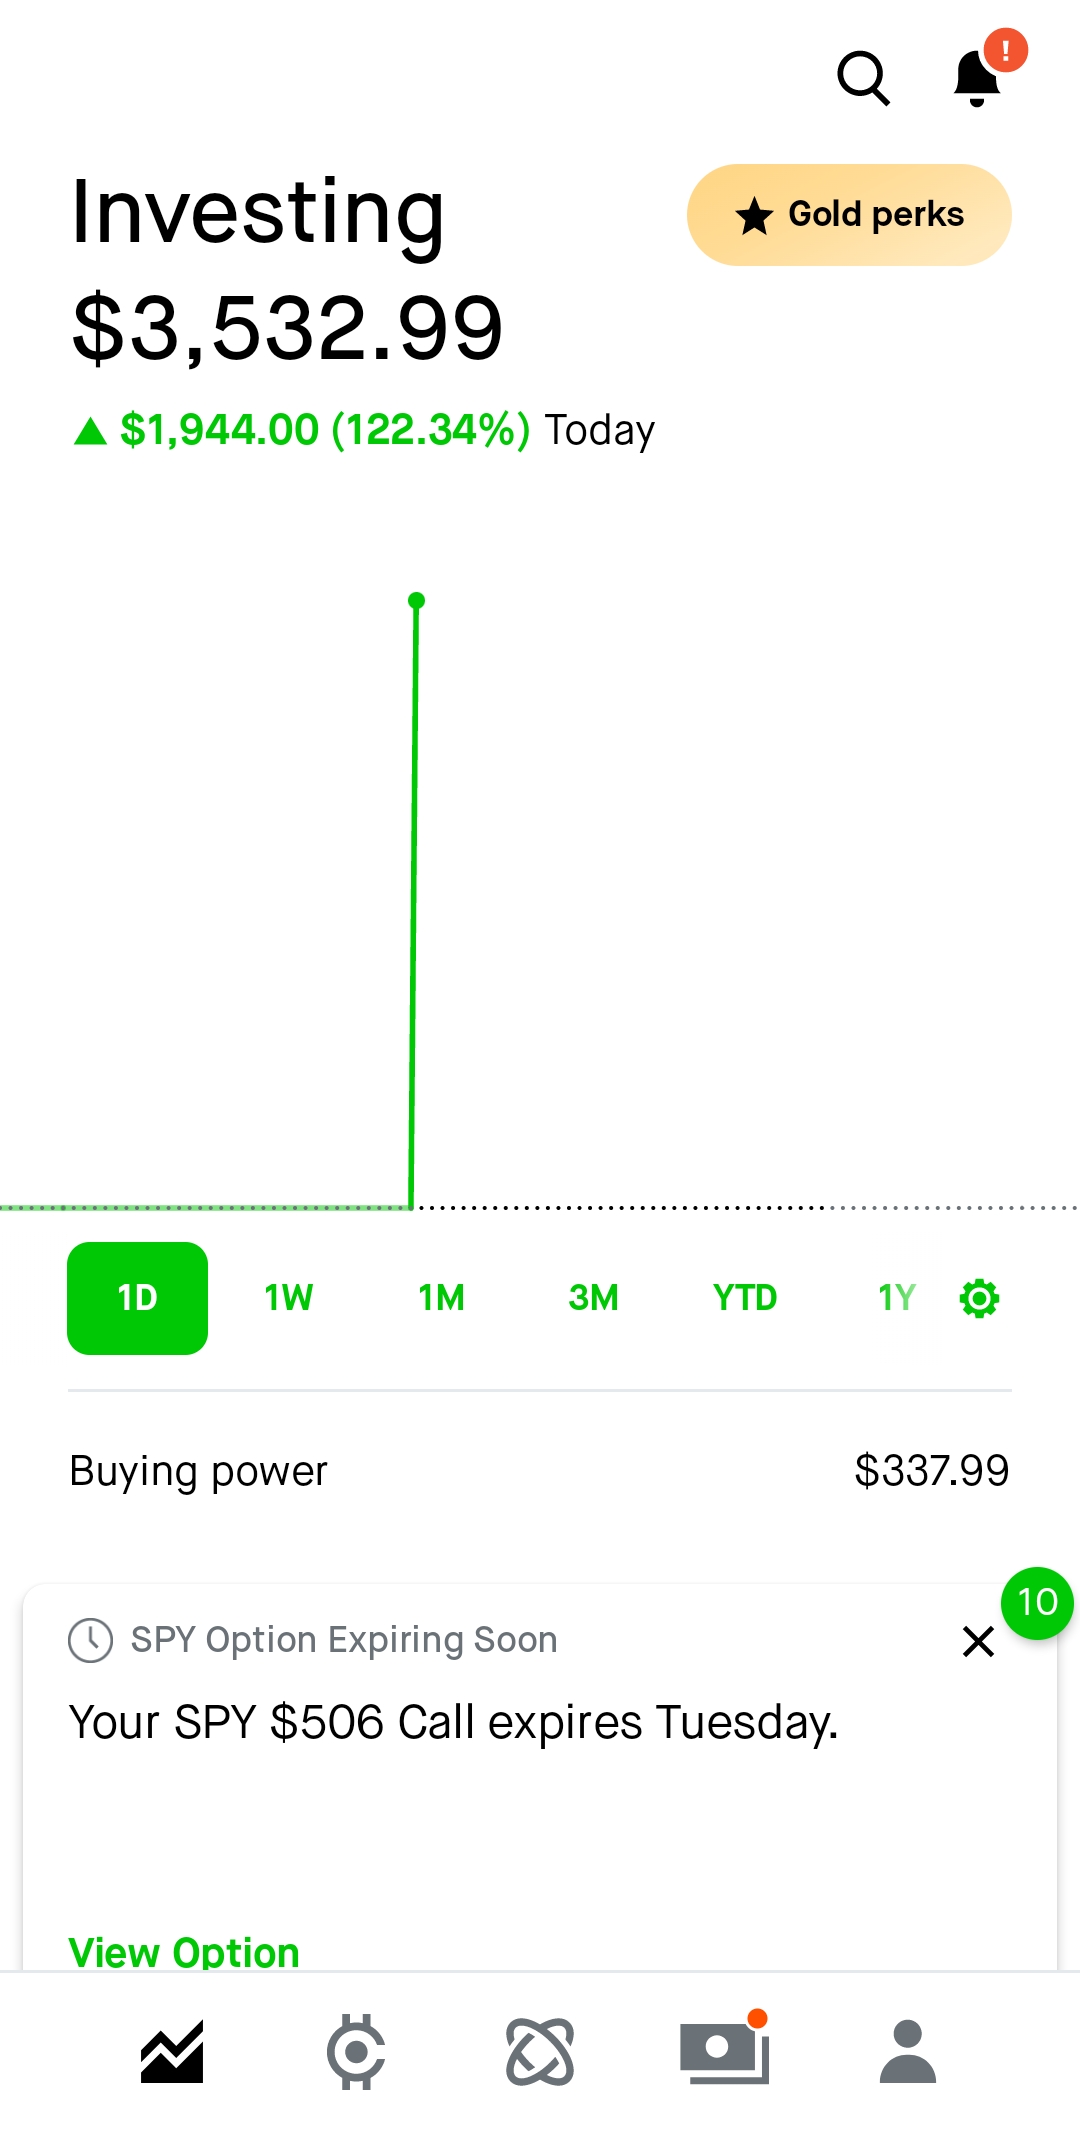 !
Investing
Gold perks
$3,532.99
$1,944.00 (122.34%) Today
1D 1W 1M 3M YTD 1Y
Buying power $337.99
10
SPY Option Expiring Soon
Your SPY $506 Call expires Tuesday.
View Option